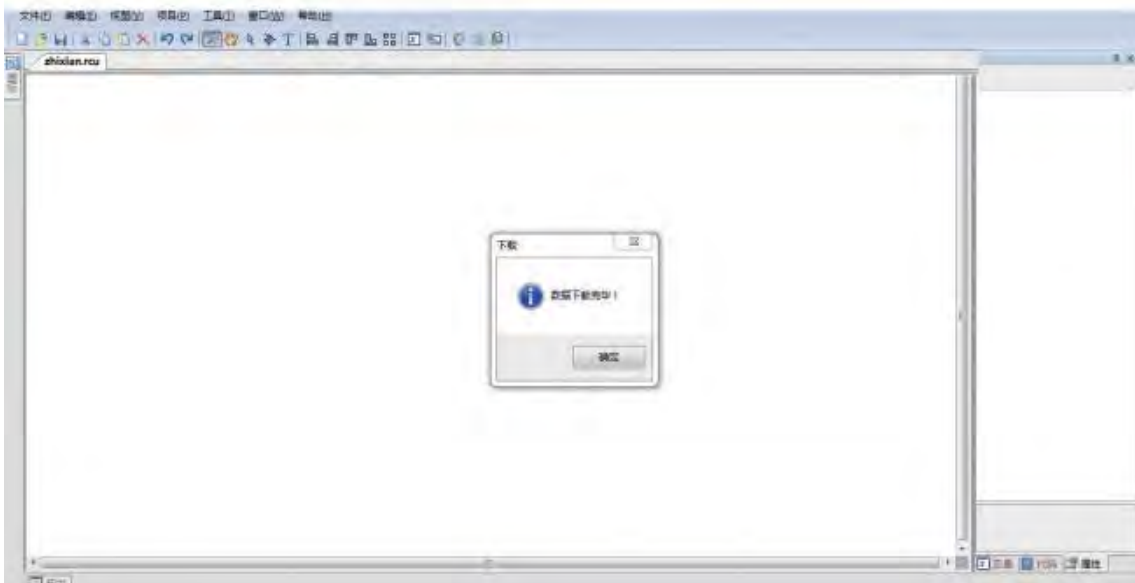 文件(F) 编辑(E) 视图(V) 项目(P) 工具(T) 窗口(W) 帮助(H)
zhixian.rcu
下载
数据下载完毕！
确定
属性